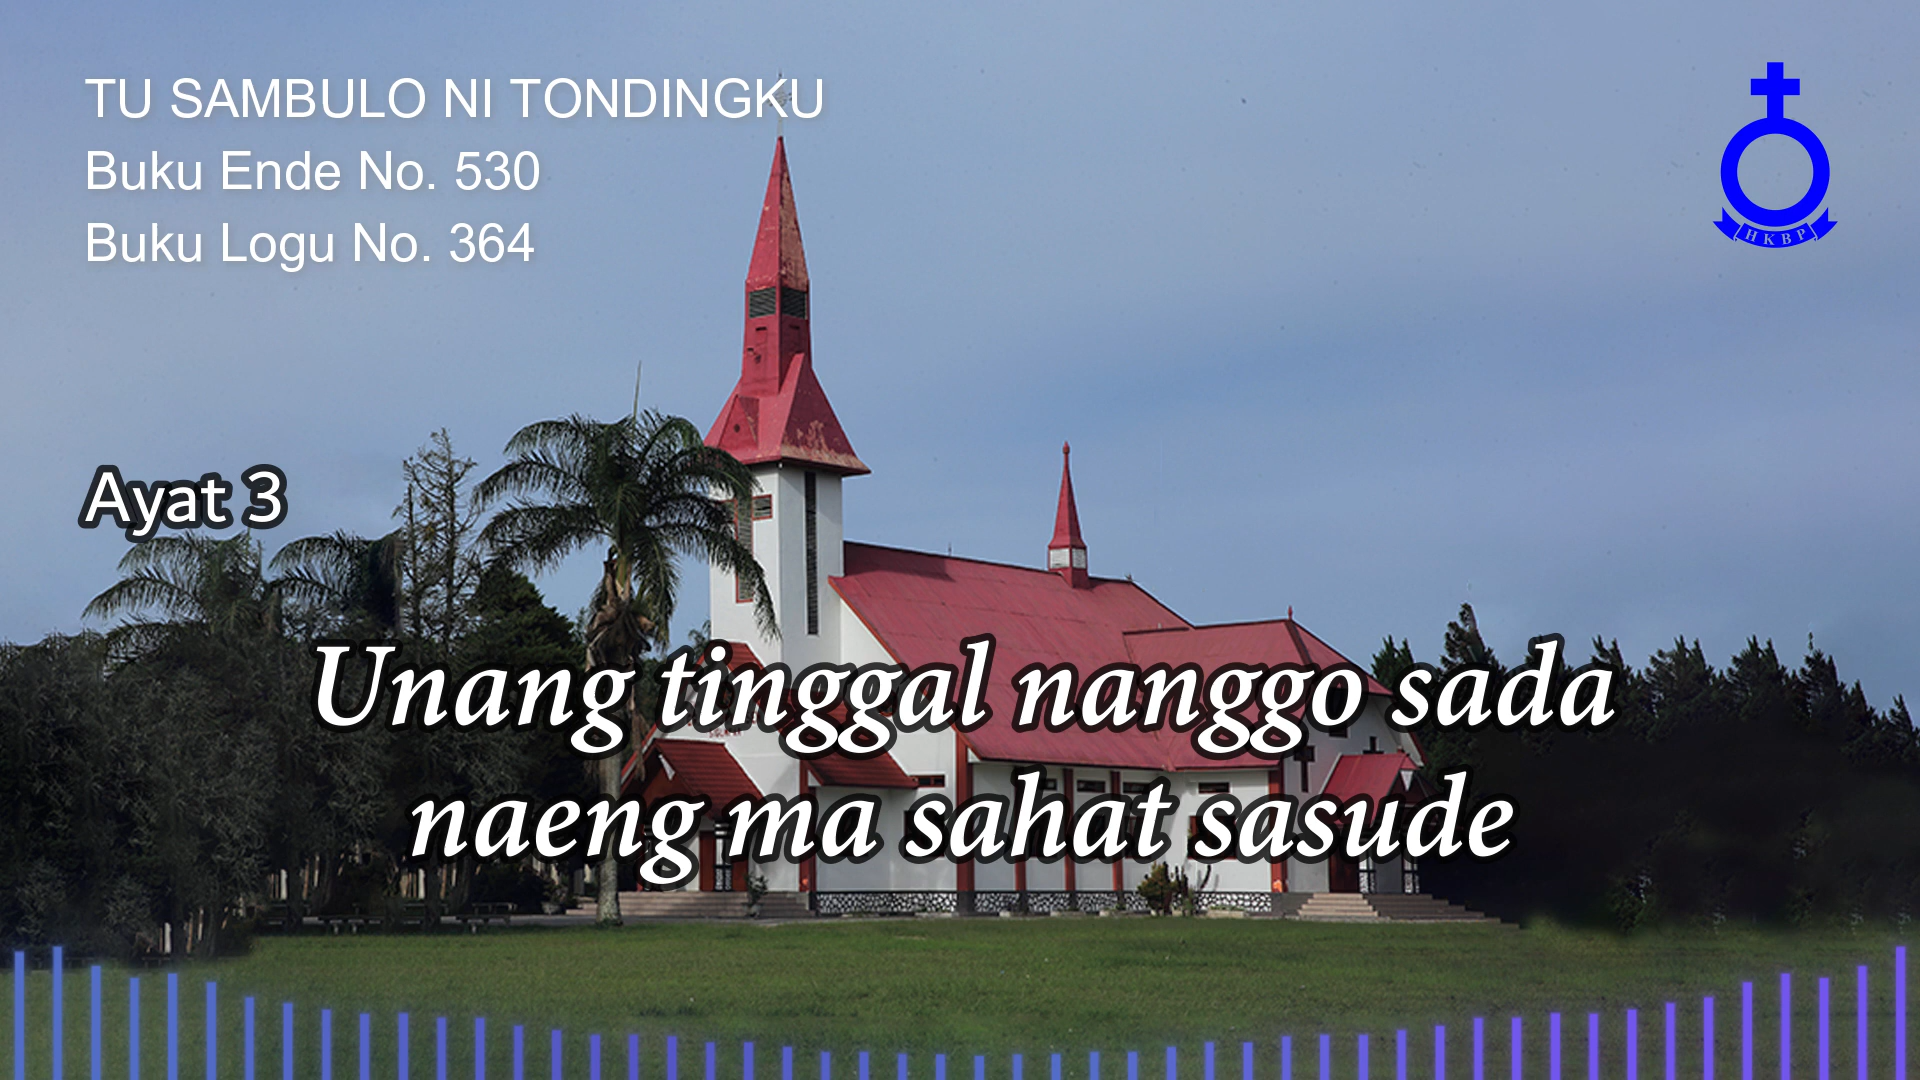 TU SAMBULO NI TONDINGKU
Buku Ende No. 530
Buku Logu No. 364
HKBP
Ayat 3
Unang tinggal nanggo sada
naeng ma sahat sasude